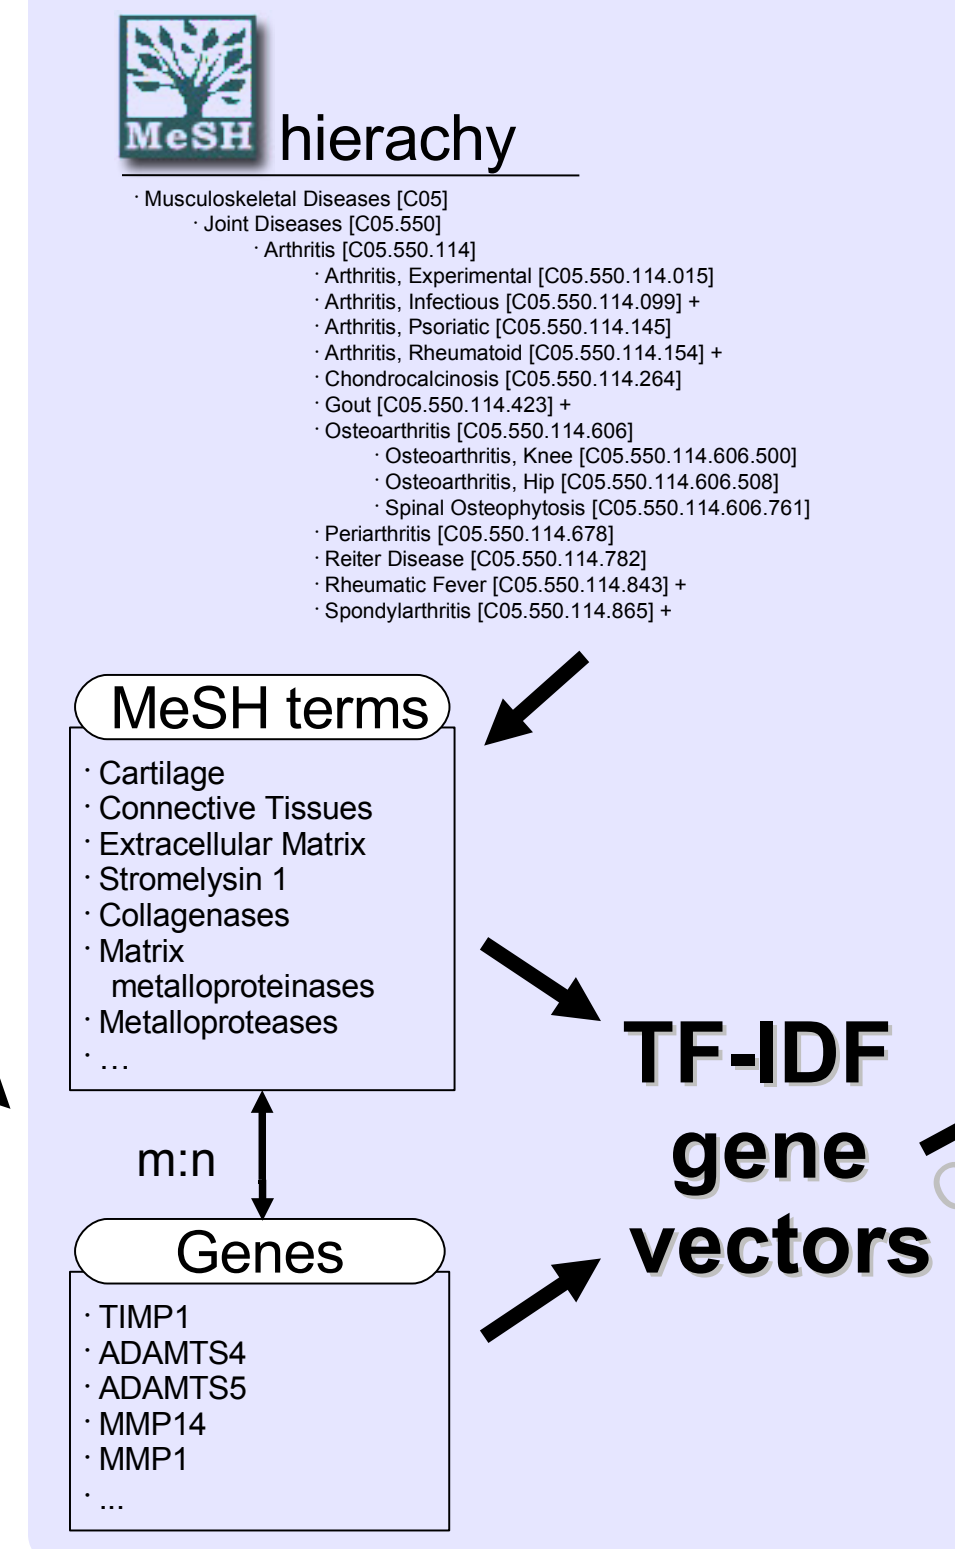 MeSH
hierachy
· Musculoskeletal Diseases [C05]
· Joint Diseases [C05.550]
· Arthritis [C05.550.114]
· Arthritis, Experimental [C05.550.114.015]
· Arthritis, Infectious [C05.550.114.099] +
· Arthritis, Psoriatic [C05.550.114.145]
· Arthritis, Rheumatoid [C05.550.114.154] +
· Chondrocalcinosis [C05.550.114.264]
· Gout [C05.550.114.423] +
· Osteoarthritis [C05.550.114.606]
· Osteoarthritis, Knee [C05.550.114.606.500]
· Osteoarthritis, Hip [C05.550.114.606.508]
· Spinal Osteophytosis [C05.550.114.606.761]
· Periarthritis [C05.550.114.678]
· Reiter Disease [C05.550.114.782]
· Rheumatic Fever [C05.550.114.843] +
· Spondylarthritis [C05.550.114.865] +
MeSH terms
· Cartilage
· Connective Tissues
· Extracellular Matrix
· Stromelysin 1
· Collagenases
· Matrix
metalloproteinases
· Metalloproteases
· …
m:n
Genes
· TIMP1
· ADAMTS4
· ADAMTS5
· MMP14
· MMP1
· ...
TF-IDF
gene
vectors